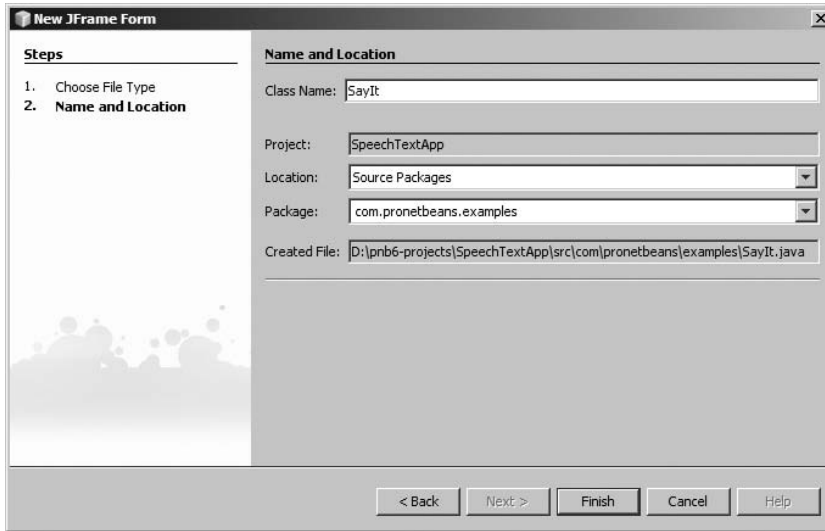 New JFrame Form
Steps
1. Choose File Type
2. Name and Location
Name and Location
Class Name: SayIt
Project: SpeechTextApp
Location: Source Packages
Package: com.pronetbeans.examples
Created File: D:\pnb6-projects\SpeechTextApp\src\com\pronetbeans\examples\SayIt.java
< Back Next > Finish Cancel Help